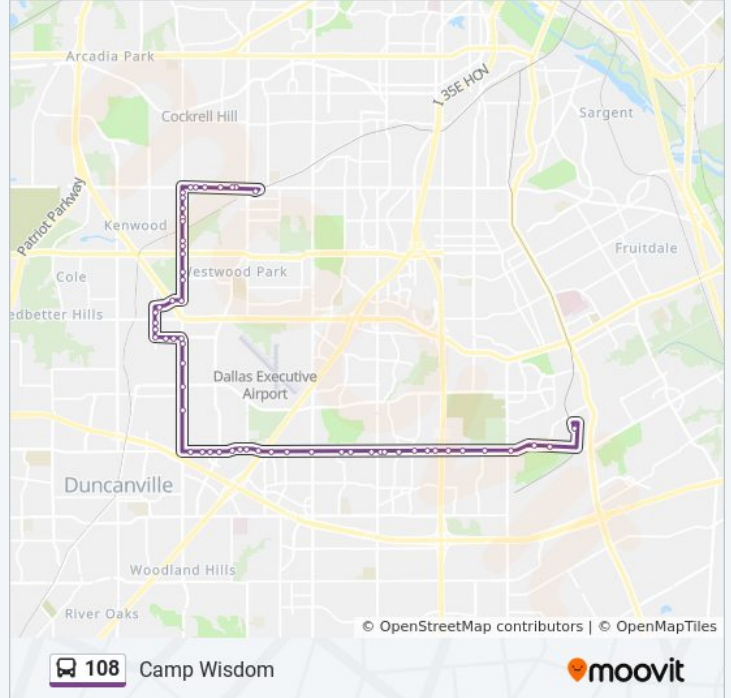 Arcadia Park
I 35E HOV
Cockrell Hill
Sargent
Patriot Parkway
Kenwood
Fruitdale
Westwood Park
Cole
edbetter Hills
Dallas Executive
Airport
Duncanville
Woodland Hills
River Oaks
© OpenStreetMap contributors | © OpenMapTiles
108 Camp Wisdom
moovit